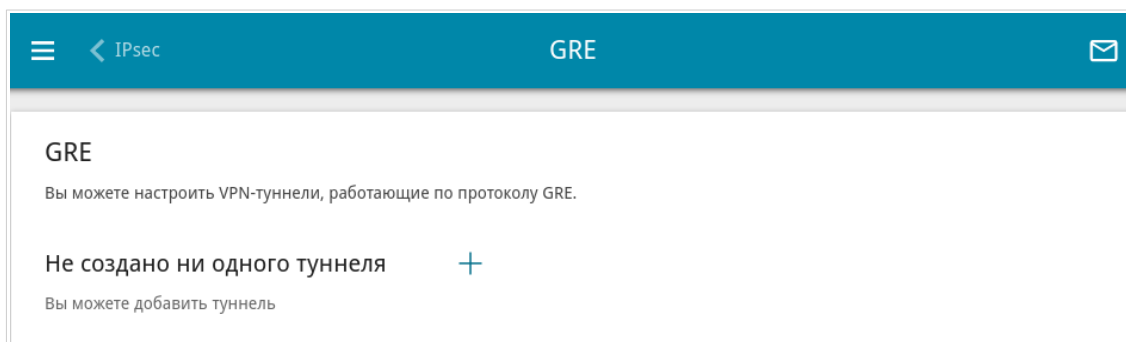 IPsec
GRE
GRE
Вы можете настроить VPN-туннели, работающие по протоколу GRE.
Не создано ни одного туннеля
Вы можете добавить туннель